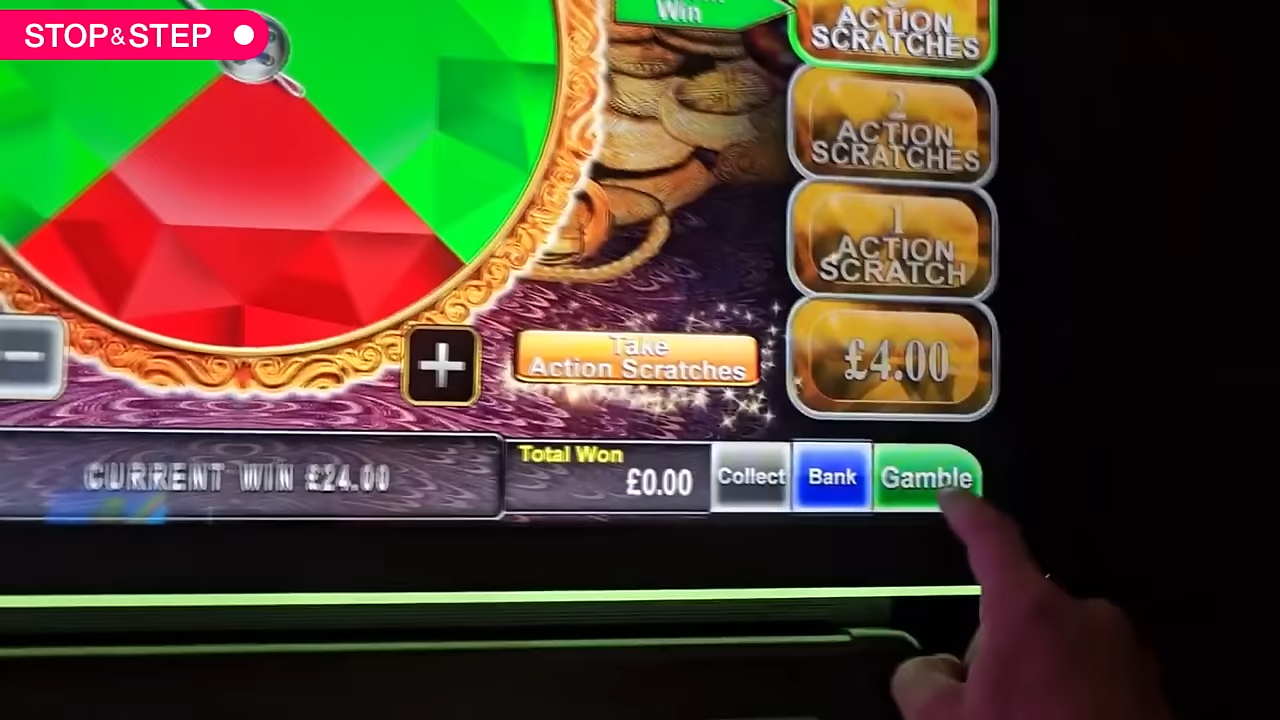 STOP&STEP
Win
ACTION
SCRATCHES
2
ACTION
SCRATCHES
1
ACTION
SCRATCH
£4.00
Take
Action Scratches
CURRENT WIN £24.00
Total Won
£0.00
Collect
Bank
Gamble